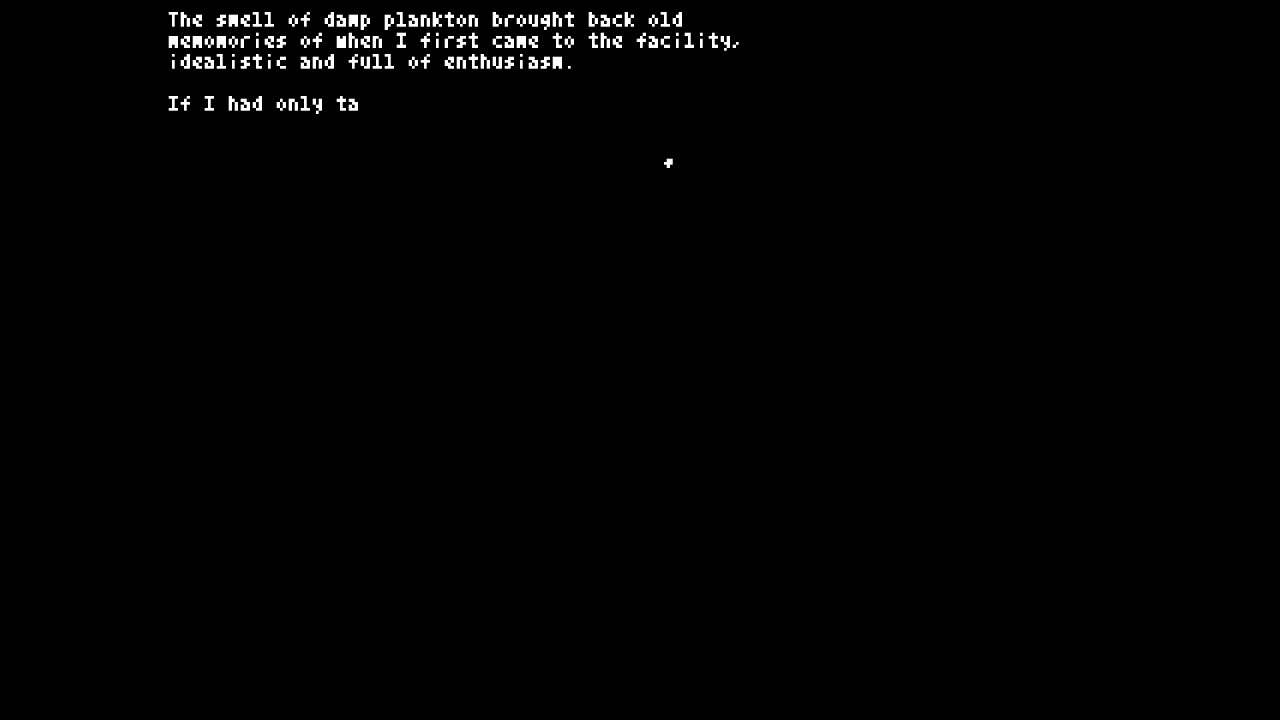 The smell of damp plankton brought back old
memomories of when I first came to the facility,
idealistic and full of enthusiasm.
If I had only ta